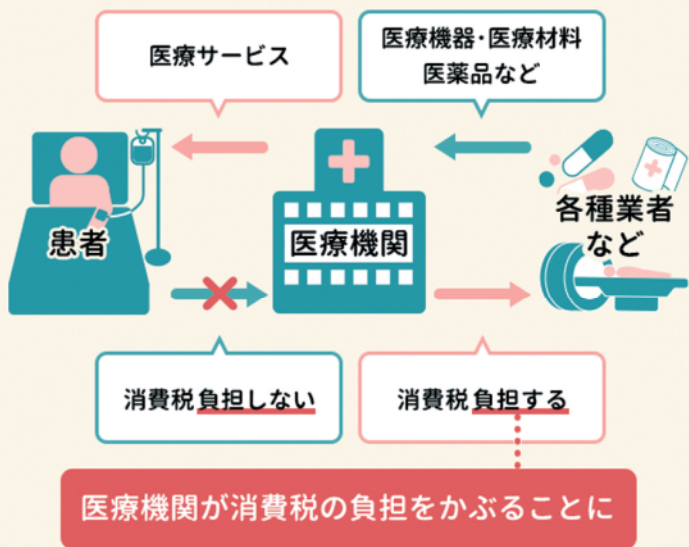 医療サービス
医療機器・医療材料
医薬品など
患者
医療機関
各種業者
など
消費税負担しない
消費税負担する
医療機関が消費税の負担をかぶることに